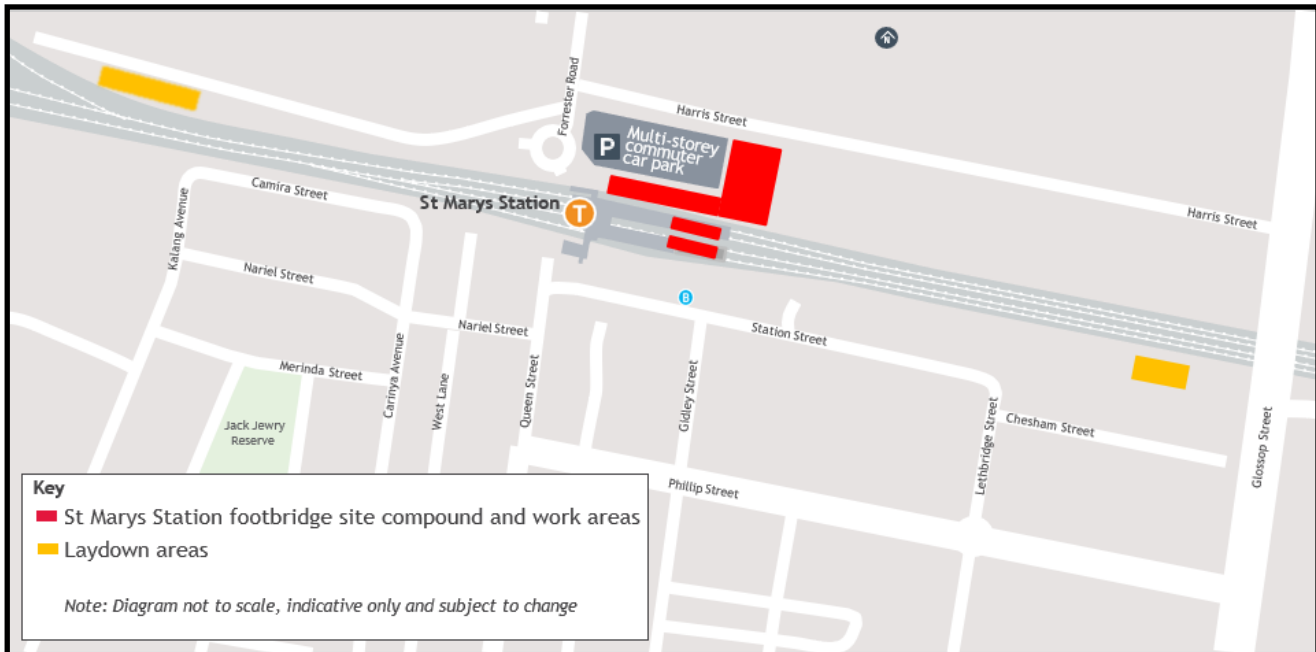 N
Forrester Road
Harris Street
P
Multi-storey
commuter
car park
Camira Street
St Marys Station
T
Harris Street
Kalang Avenue
Nariel Street
B
Nariel Street
Station Street
Merinda Street
Carinya Avenue
West Lane
Queen Street
Gidley Street
Lethbridge Street
Chesham Street
Glossop Street
Jack Jewry
Reserve
Phillip Street
Key
St Marys Station footbridge site compound and work areas
Laydown areas
Note: Diagram not to scale, indicative only and subject to change